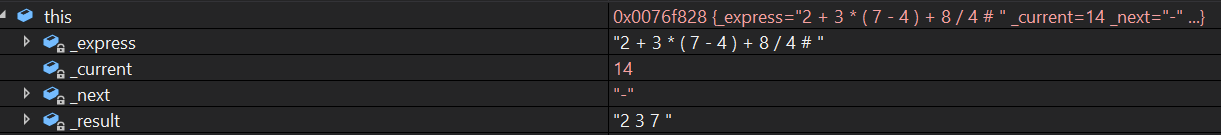 this 0x0076f828 {_express="2 + 3 * ( 7 - 4 ) + 8 / 4 # " _current=14 _next="-" ...}
_express "2 + 3 * ( 7 - 4 ) + 8 / 4 # "
_current 14
_next "-"
_result "2 3 7 "